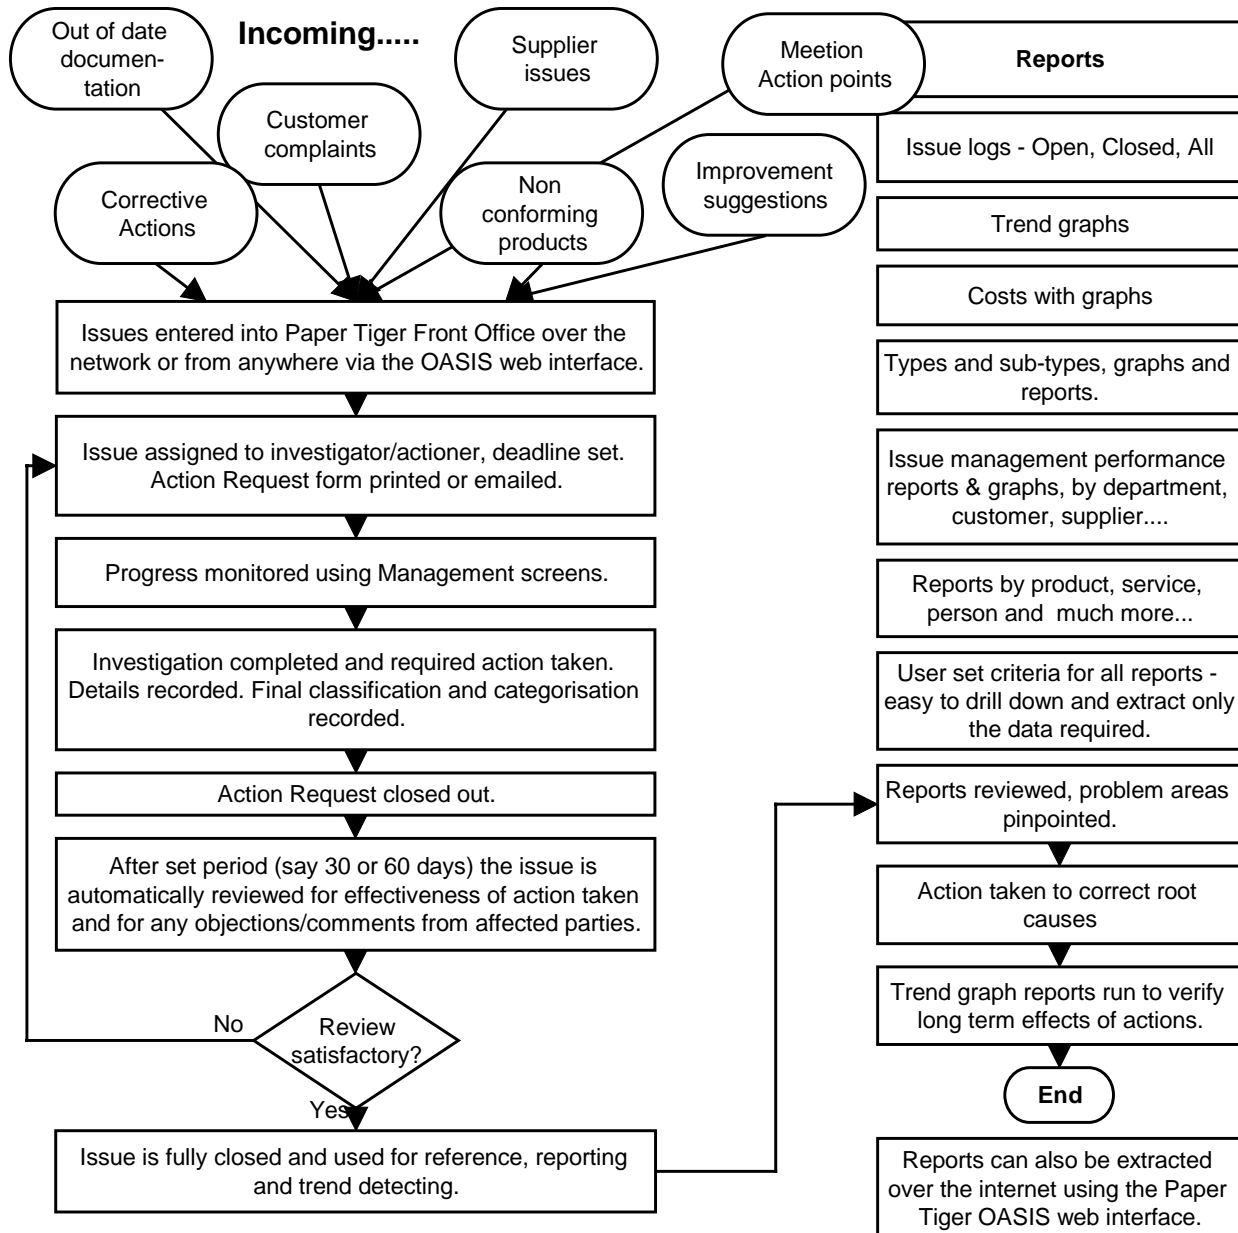 Incoming.....
Out of date
documen-
tation
Supplier
issues
Meetion
Action points
Customer
complaints
Corrective
Actions
Non
conforming
products
Improvement
suggestions
Issues entered into Paper Tiger Front Office over the
network or from anywhere via the OASIS web interface.
Issue assigned to investigator/actioner, deadline set.
Action Request form printed or emailed.
Progress monitored using Management screens.
Investigation completed and required action taken.
Details recorded. Final classification and categorisation
recorded.
Action Request closed out.
After set period (say 30 or 60 days) the issue is
automatically reviewed for effectiveness of action taken
and for any objections/comments from affected parties.
No
Review
satisfactory?
Yes
Issue is fully closed and used for reference, reporting
and trend detecting.
Reports
Issue logs - Open, Closed, All
Trend graphs
Costs with graphs
Types and sub-types, graphs and
reports.
Issue management performance
reports & graphs, by department,
customer, supplier....
Reports by product, service,
person and  much more...
User set criteria for all reports -
easy to drill down and extract only
the data required.
Reports reviewed, problem areas
pinpointed.
Action taken to correct root
causes
Trend graph reports run to verify
long term effects of actions.
End
Reports can also be extracted
over the internet using the Paper
Tiger OASIS web interface.